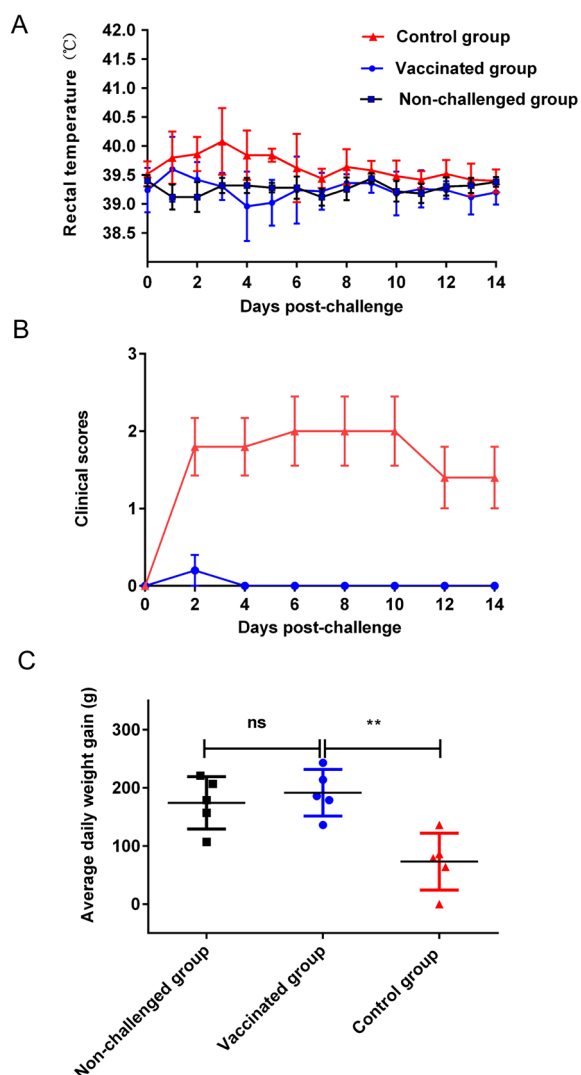 A
Rectal temperature (℃)
42.0
41.5
41.0
40.5
40.0
39.5
39.0
38.5
Control group
Vaccinated group
Non-challenged group
0 2 4 6 8 10 12 14
Days post-challenge
B
Clinical scores
3
2
1
0
0 2 4 6 8 10 12 14
Days post-challenge
C
Average daily weight gain (g)
300
200
100
0
ns
**
Non-challenged group
Vaccinated group
Control group